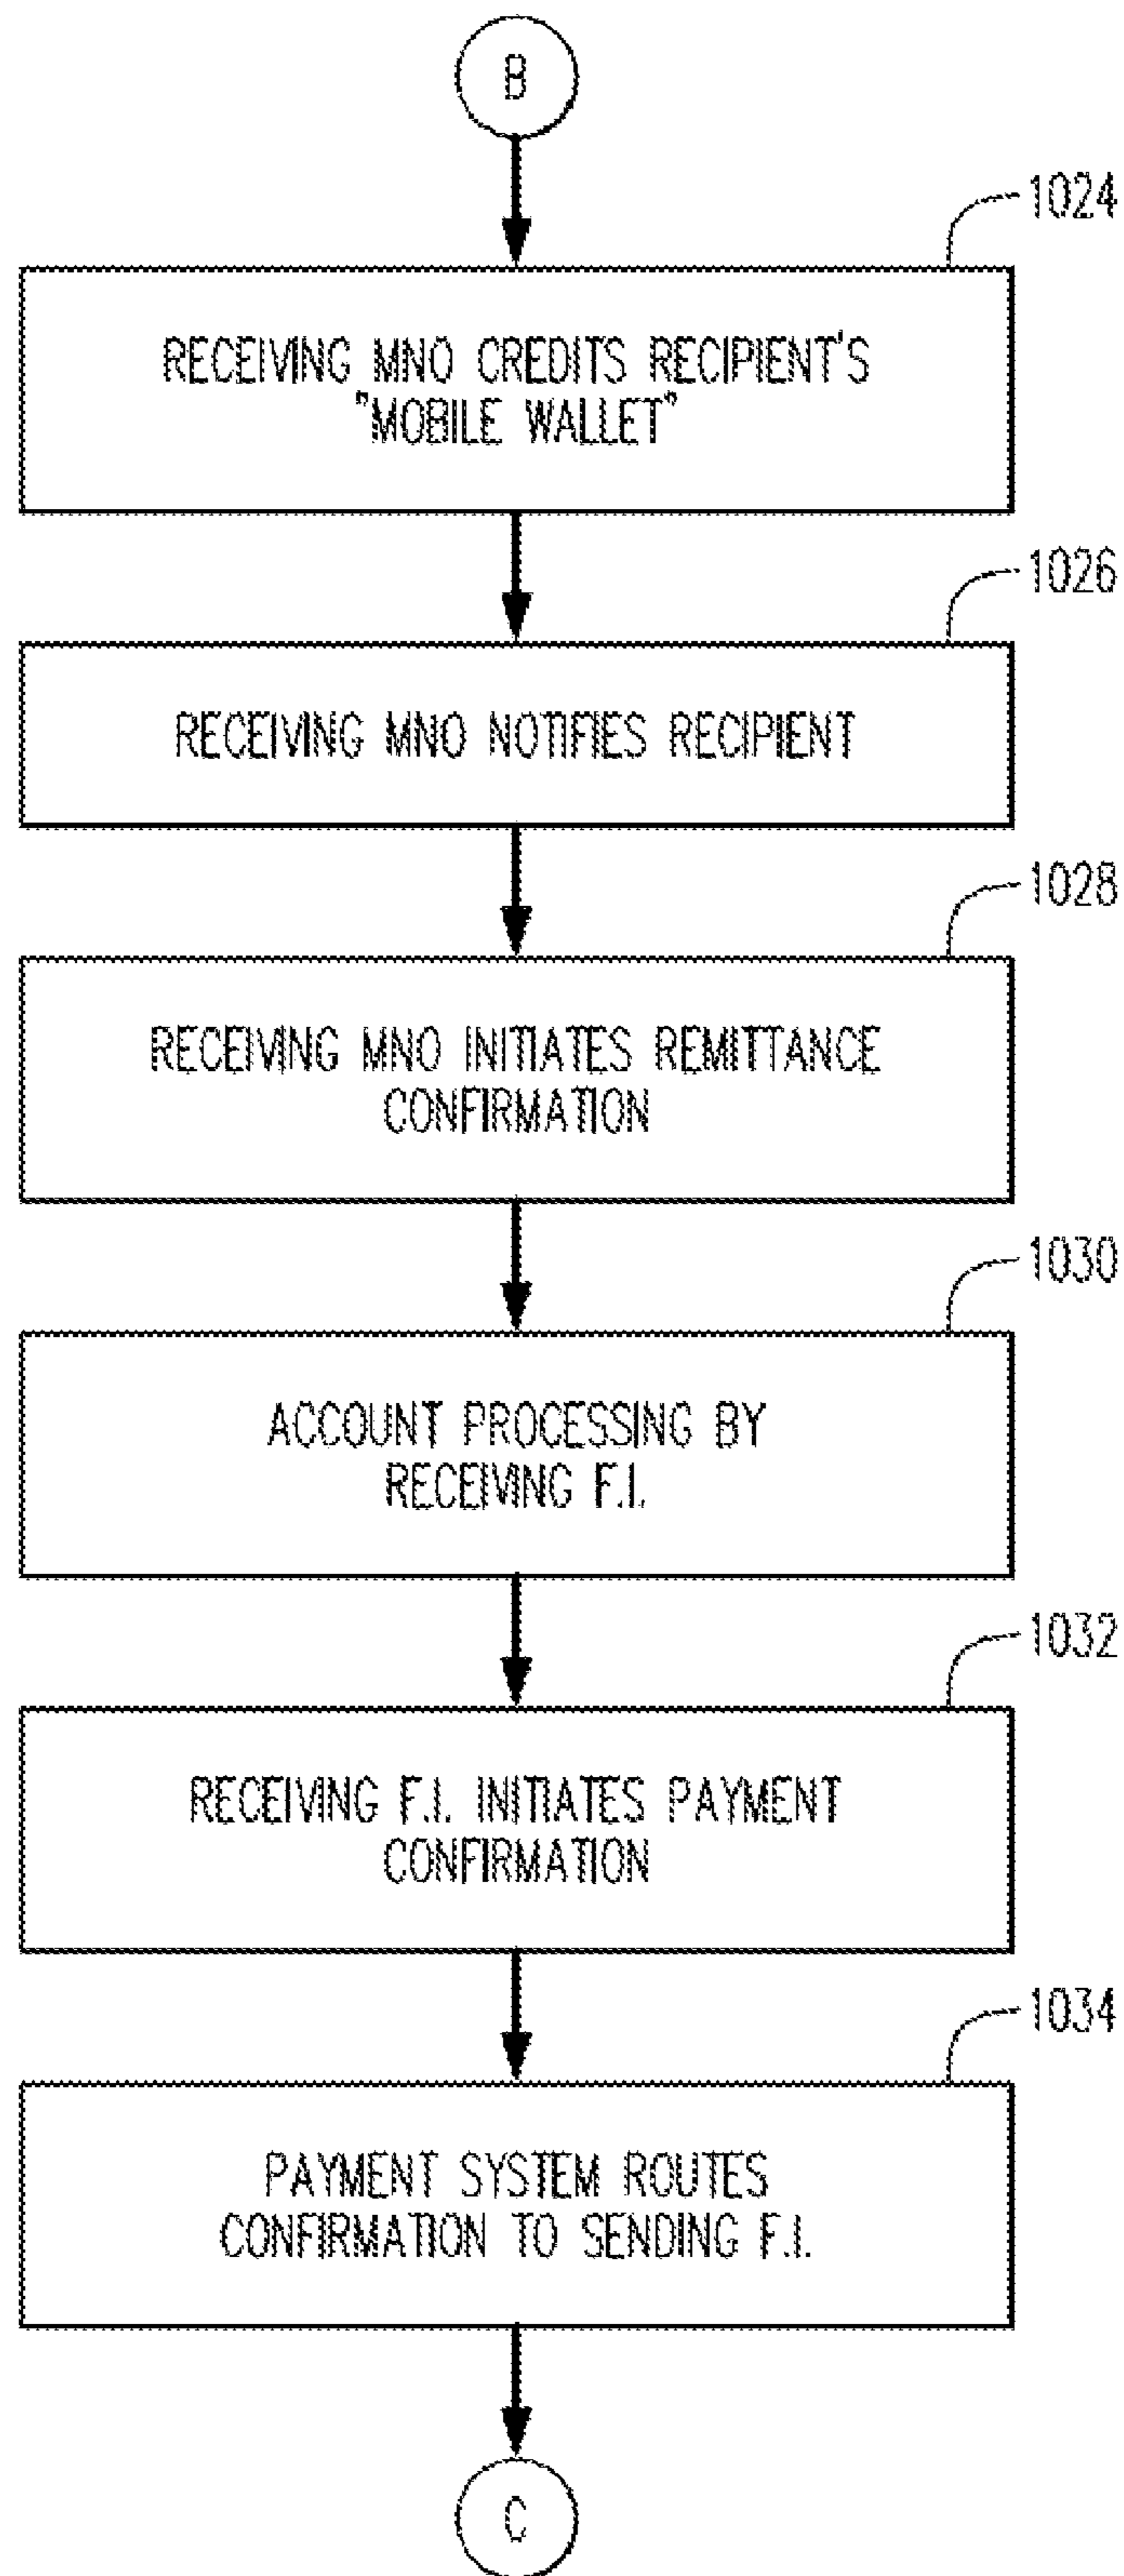 B
1024
RECEIVING MNO CREDITS RECIPIENT'S
"MOBILE WALLET"
1026
RECEIVING MNO NOTIFIES RECIPIENT
1028
RECEIVING MNO INITIATES REMITTANCE
CONFIRMATION
1030
ACCOUNT PROCESSING BY
RECEIVING F.I.
1032
RECEIVING F.I. INITIATES PAYMENT
CONFIRMATION
1034
PAYMENT SYSTEM ROUTES
CONFIRMATION TO SENDING F.I.
C